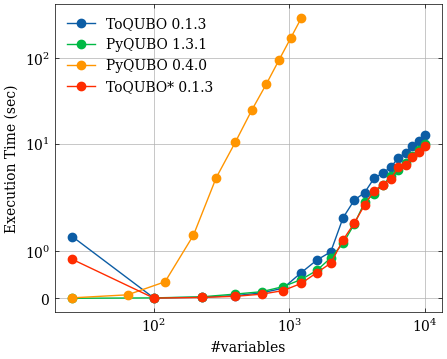 ToQUBO 0.1.3
PyQUBO 1.3.1
PyQUBO 0.4.0
ToQUBO* 0.1.3
Execution Time (sec)
10²
10¹
10⁰
0
10² 10³ 10⁴
#variables